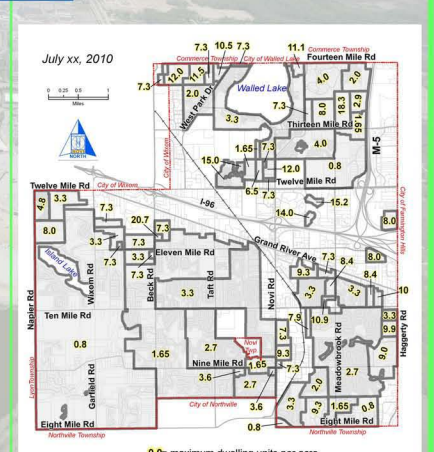 July xx, 2010
0 0.25 0.5 1
Miles
NORTH
7.3 10.5 7.3
Commerce Township
City of Walled Lake
11.1
Commerce Township
Fourteen Mile Rd
7.3
12.0
11.5
2.0
West Park Dr
Walled Lake
3.3
7.3
4.0
2.0
8.0
18.3
2.6
1.65
Thirteen Mile Rd
4.0
M-5
City of Wixom
15.0
1.65
7.3
12.0
0.8
6.5
7.3
Twelve Mile Rd
Twelve Mile Rd
City of Wixom
I-96
15.2
14.0
City of Farmington Hills
4.8
3.3
7.3
8.0
20.7
7.3
8.0
Grand River Ave
3.3
7.3
7.3
3.3
7.3
Eleven Mile Rd
Island Lake
Wixom Rd
Beck Rd
Taft Rd
Novi Rd
7.3
8.4
8.0
9.3
8.4
3.3
3.3
10
3.3
Napier Rd
Ten Mile Rd
7.9
10.9
3.3
9.9
Haggerty Rd
0.8
1.65
2.7
Novi Twp
7.3
9.3
Meadowbrook Rd
9.0
2.7
Nine Mile Rd
1.65
7.3
3.6
2.7
3.6
2.0
Garfield Rd
City of Northville
3.3
9.3
1.65
0.8
0.8
Eight Mile Rd
Northville Township
Eight Mile Rd
Northville Township